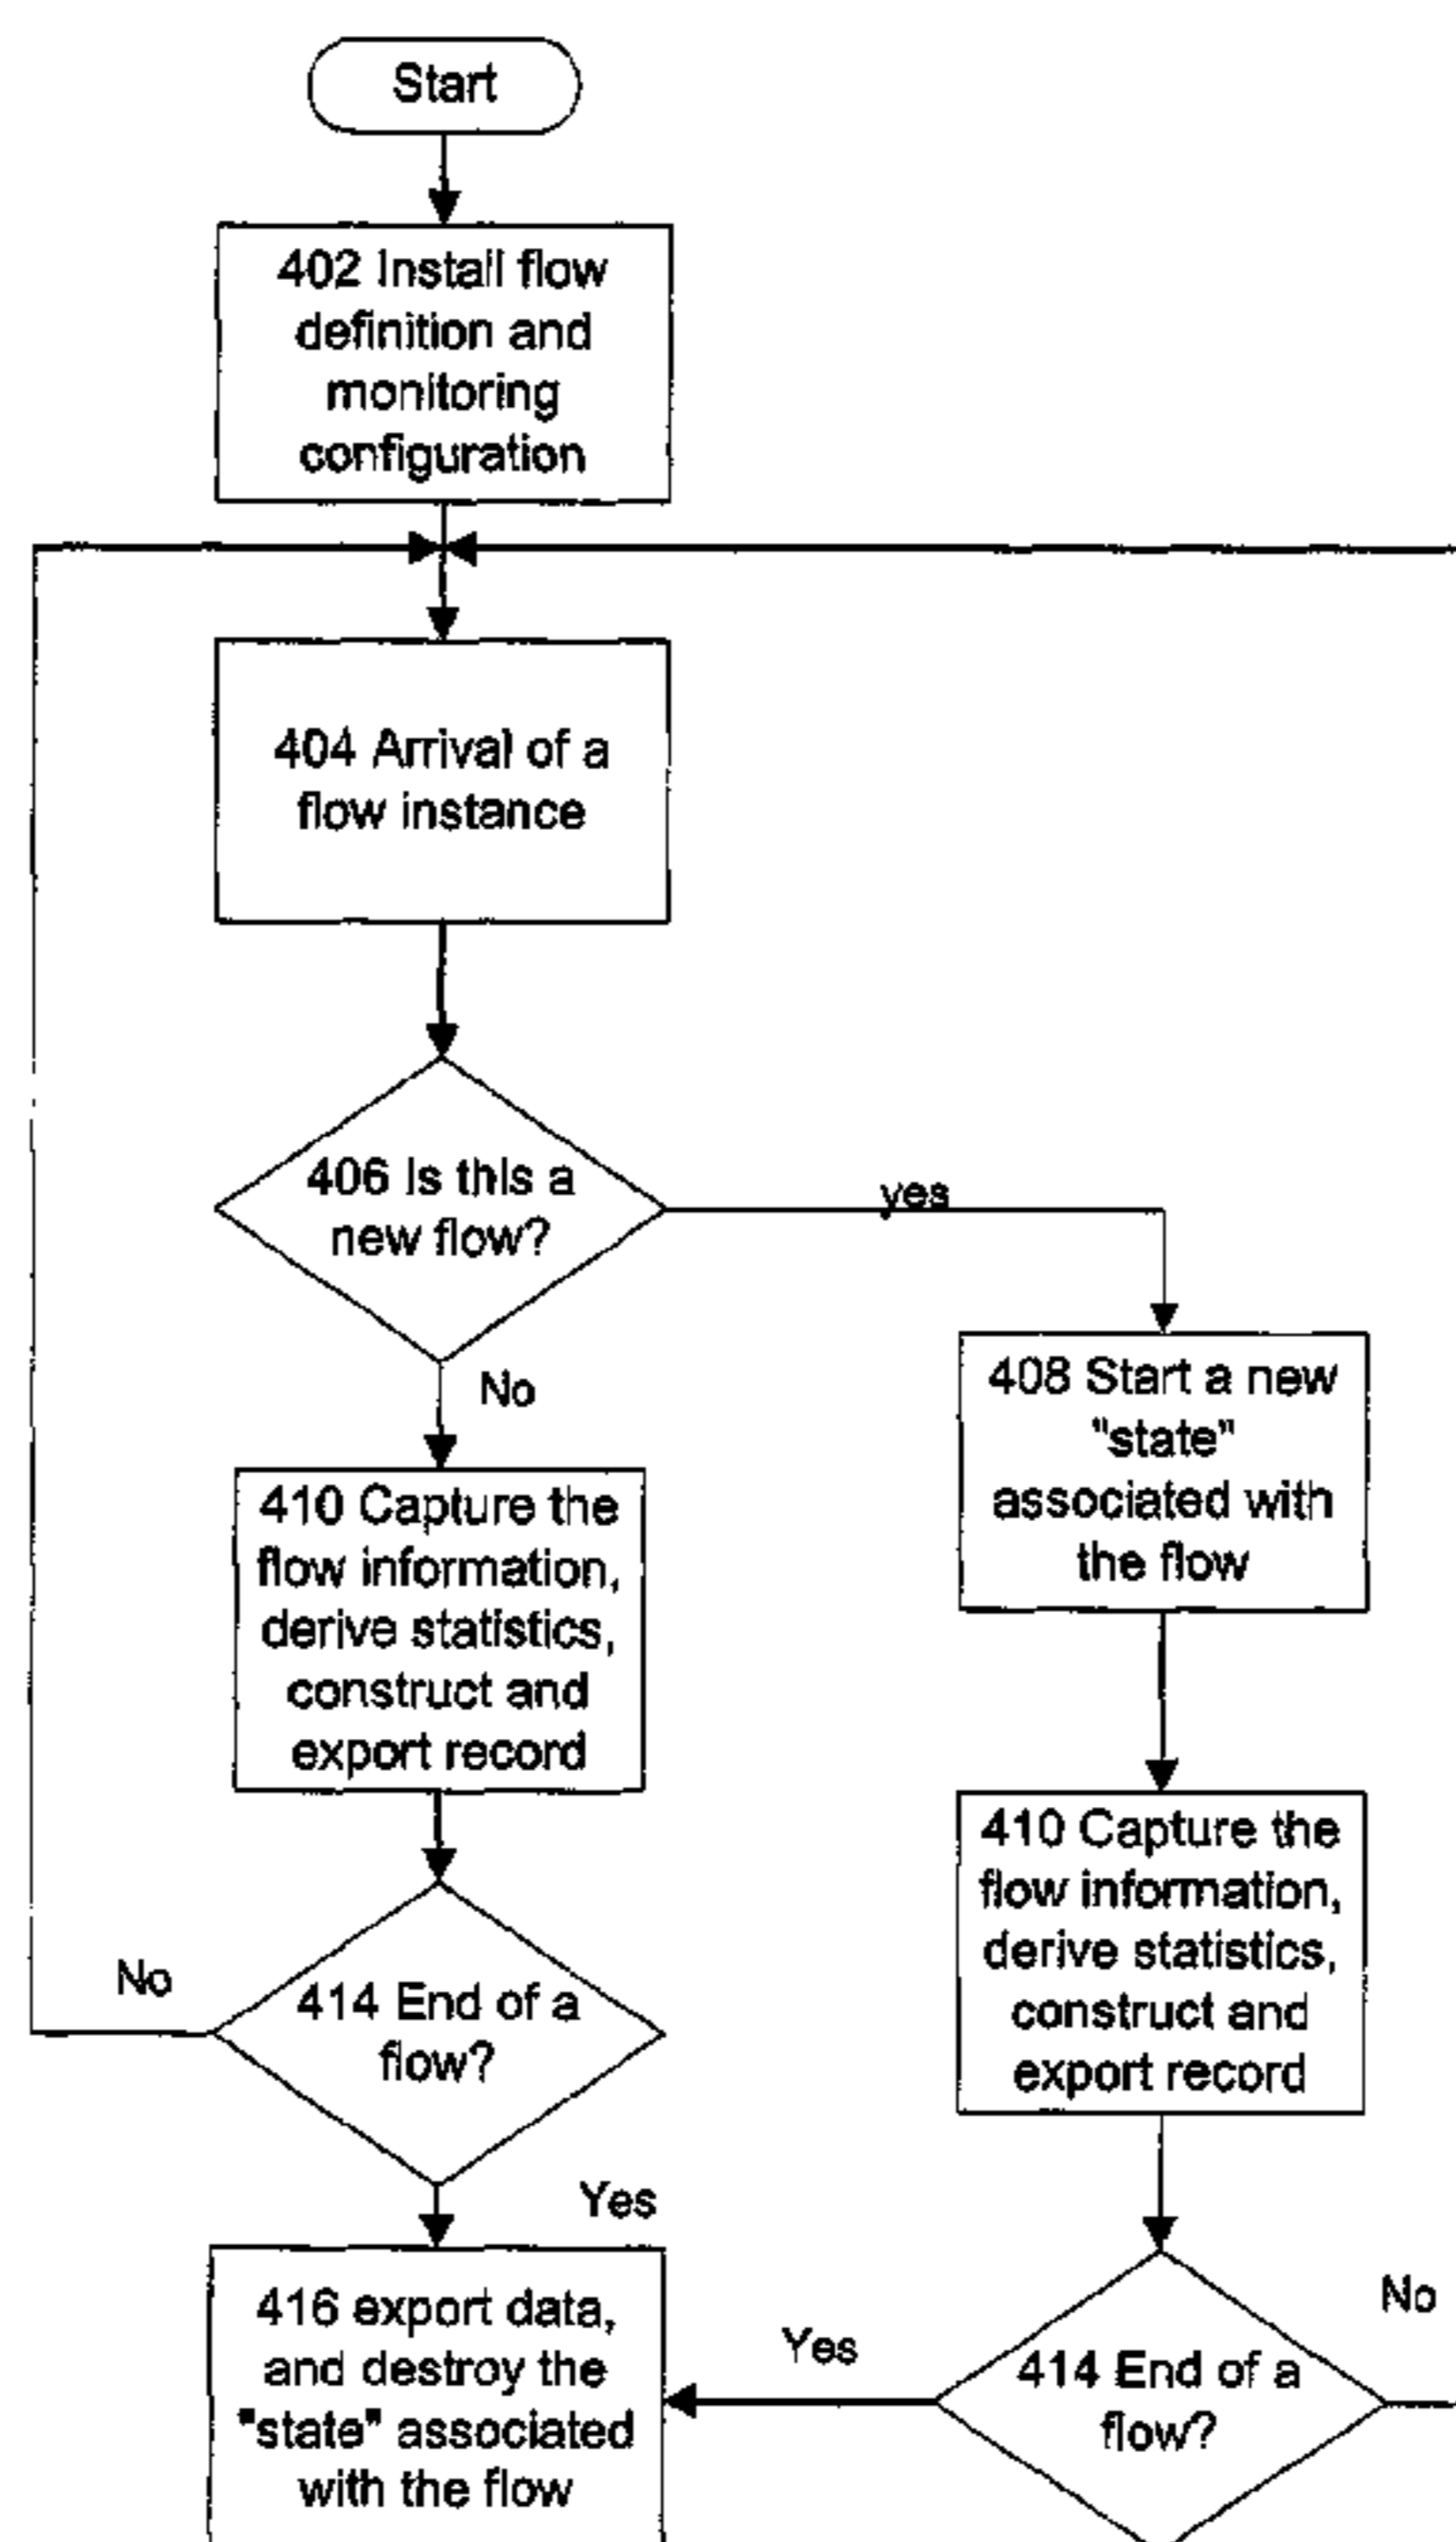 Start
402 Install flow
definition and
monitoring
configuration
404 Arrival of a
flow instance
406 Is this a
new flow?
yes
No
408 Start a new
"state"
associated with
the flow
410 Capture the
flow information,
derive statistics,
construct and
export record
410 Capture the
flow information,
derive statistics,
construct and
export record
No
414 End of a
flow?
Yes
416 export data,
and destroy the
"state" associated
with the flow
Yes
414 End of a
flow?
No